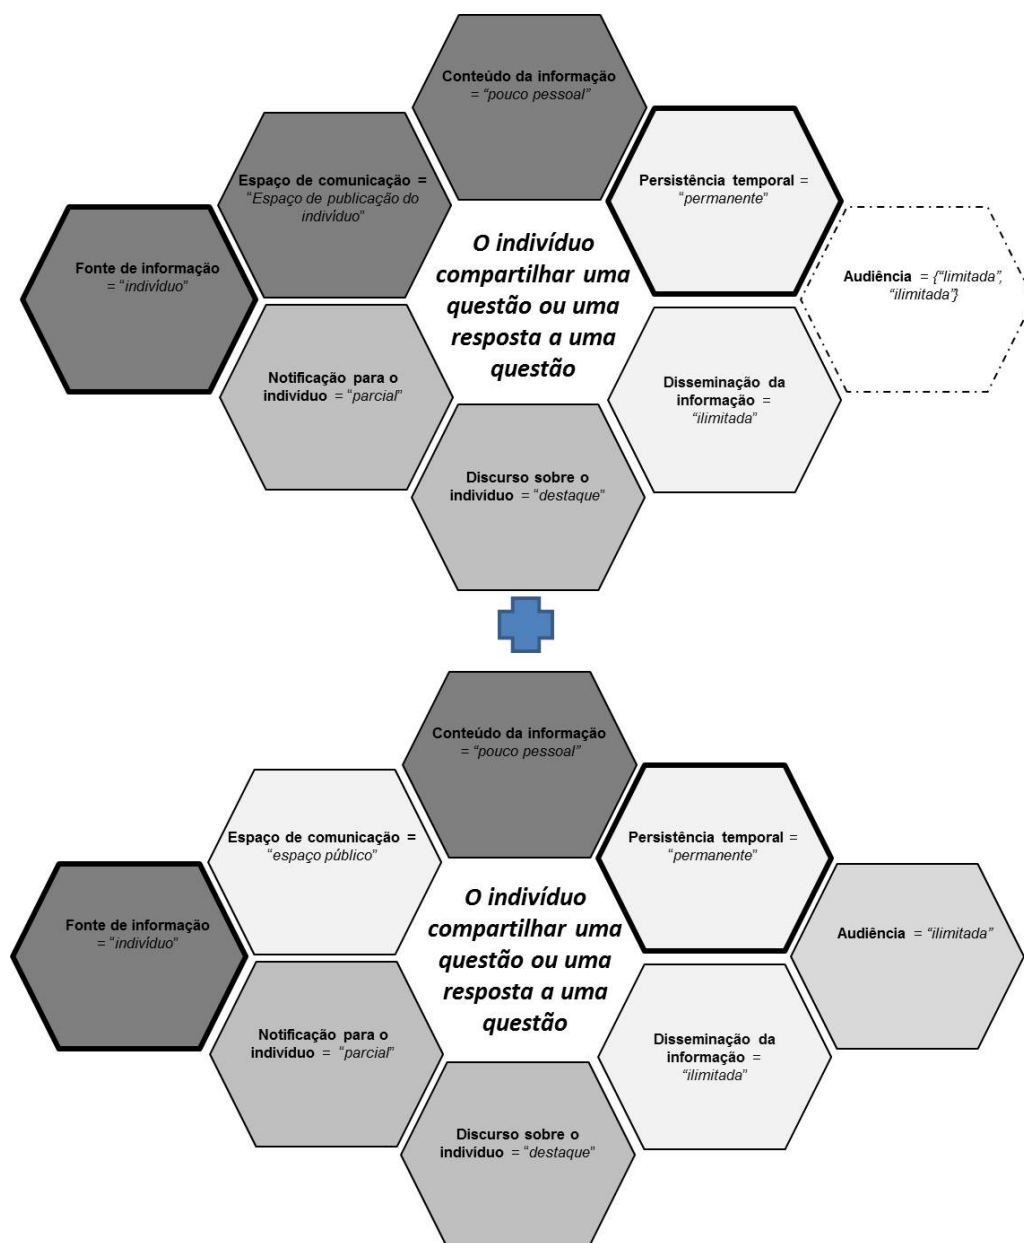 Conteúdo da informação
= “pouco pessoal”
Espaço de comunicação =
“Espaço de publicação do
indivíduo”
Persistência temporal =
“permanente”
Fonte de informação
= “indivíduo”
O indivíduo
compartilhar uma
questão ou uma
resposta a uma
questão
Audiência = {“limitada”,
“ilimitada”}
Notificação para o
indivíduo = “parcial”
Disseminação da
informação =
“ilimitada”
Discurso sobre o
indivíduo = “destaque”
Conteúdo da informação
= “pouco pessoal”
Espaço de comunicação =
“espaço público”
Persistência temporal =
“permanente”
Fonte de informação
= “indivíduo”
O indivíduo
compartilhar uma
questão ou uma
resposta a uma
questão
Audiência = “ilimitada”
Notificação para o
indivíduo = “parcial”
Disseminação da
informação =
“ilimitada”
Discurso sobre o
indivíduo = “destaque”